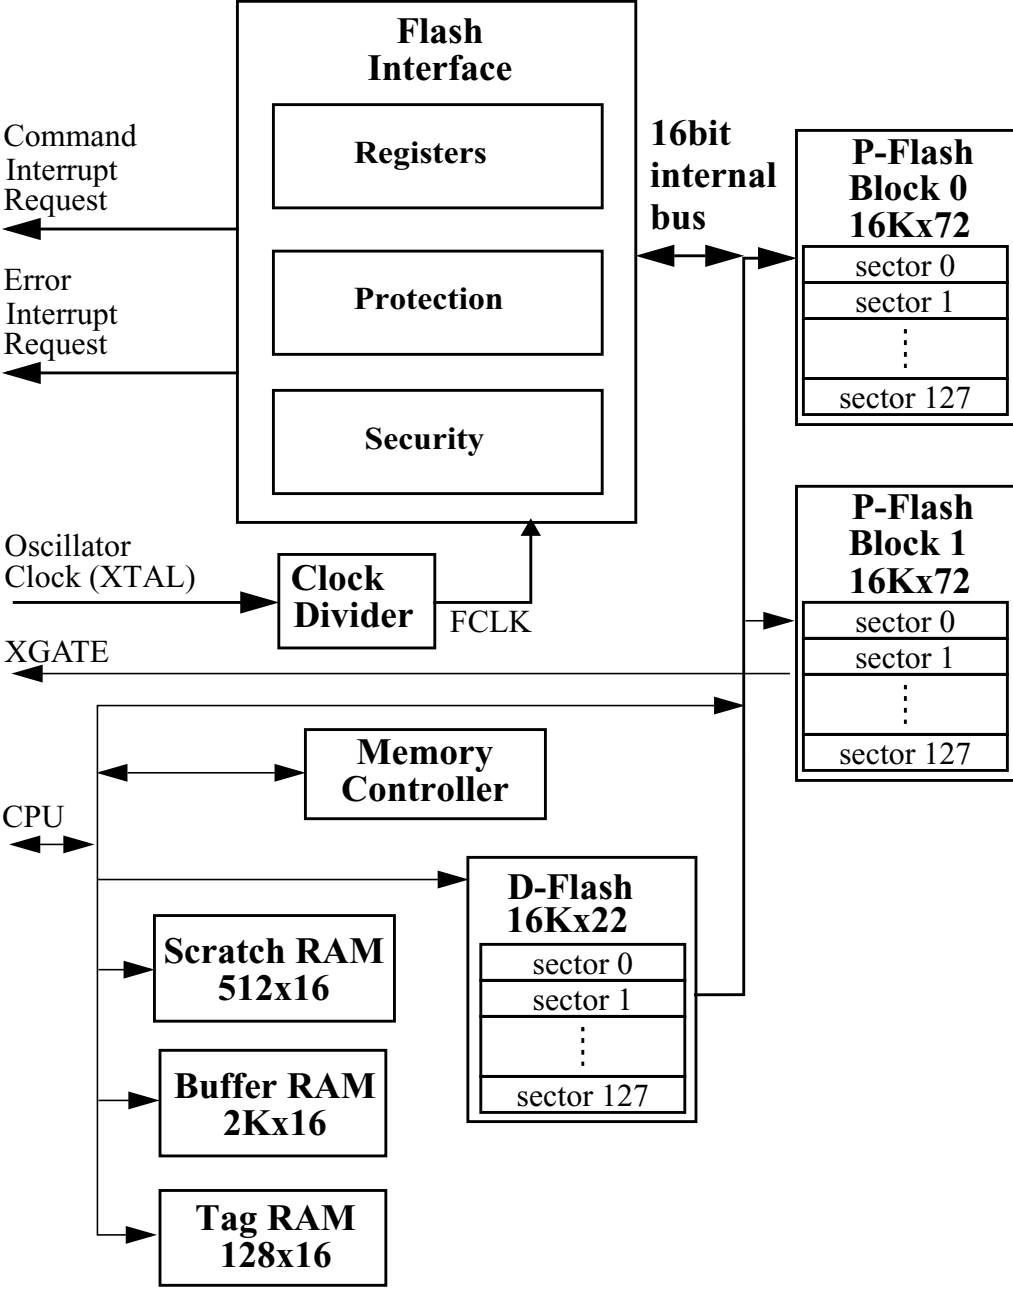 Flash
Interface
Registers
Protection
Security
Command
Interrupt
Request
Error
Interrupt
Request
16bit
internal
bus
P-Flash
Block 0
16Kx72
sector 0
sector 1
sector 127
P-Flash
Block 1
16Kx72
sector 0
sector 1
sector 127
Oscillator
Clock (XTAL)
Clock
Divider
FCLK
XGATE
Memory
Controller
CPU
D-Flash
16Kx22
sector 0
sector 1
sector 127
Scratch RAM
512x16
Buffer RAM
2Kx16
Tag RAM
128x16